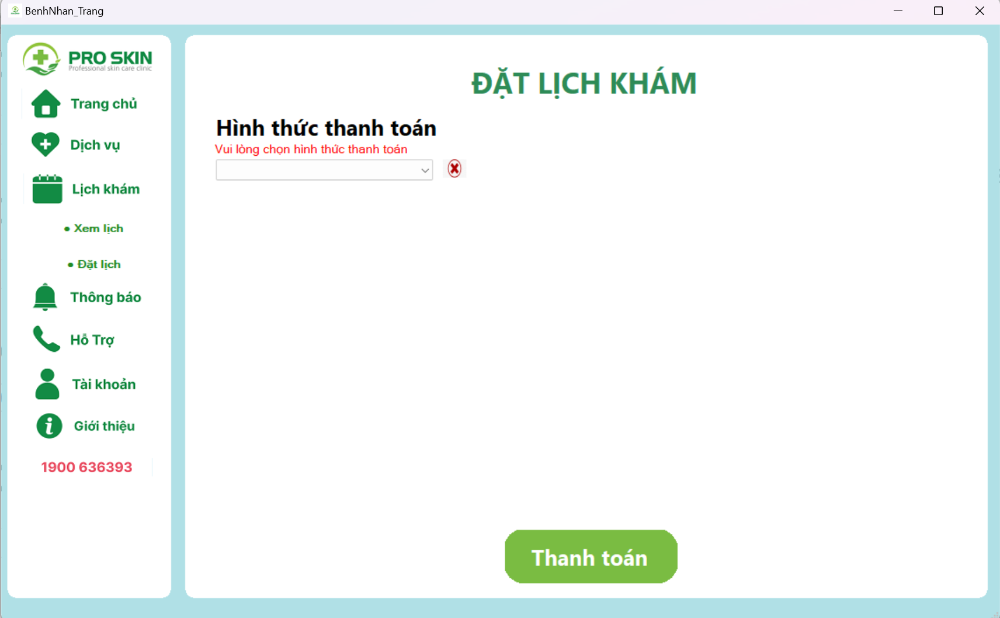 BenhNhan_Trang
PRO SKIN
Professional skin care clinic
Trang chủ
Dịch vụ
Lịch khám
• Xem lịch
• Đặt lịch
Thông báo
Hỗ Trợ
Tài khoản
Giới thiệu
1900 636393
ĐẶT LỊCH KHÁM
Hình thức thanh toán
Vui lòng chọn hình thức thanh toán
Thanh toán